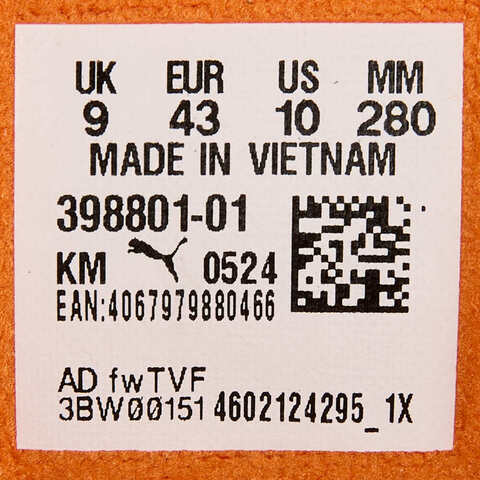 UK EUR US MM
9 43 10 280
MADE IN VIETNAM
398801-01
KM 0524
EAN:4067979880466
AD fwTVF
3BW00151 4602124295_1X